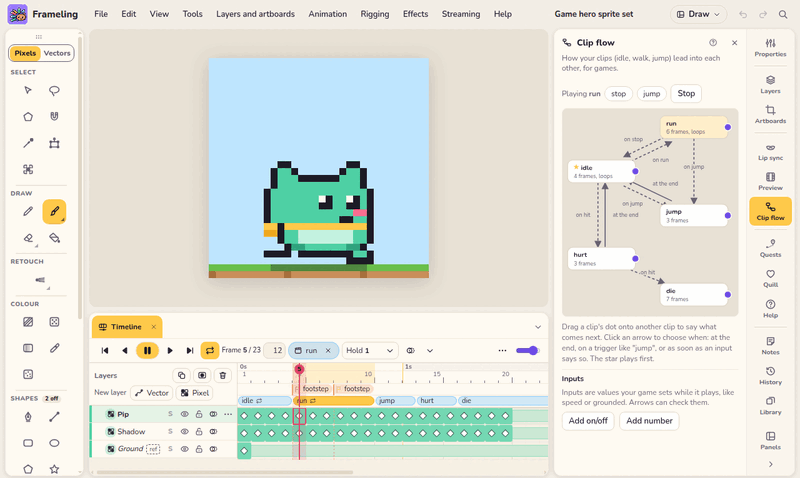 Frameling
File Edit View Tools Layers and artboards Animation Rigging Effects Streaming Help
Game hero sprite set
Draw
Pixels Vectors
SELECT
DRAW
RETOUCH
COLOUR
SHAPES 2 off
Timeline
Frame 5 / 23 12 run Hold 1
Layers
New layer Vector Pixel
0s 1s
1 5 10 15 20
footstep footstep
idle run jump hurt die
Pip S
Shadow S
Ground ref S
Clip flow
How your clips (idle, walk, jump) lead into each
other, for games.
Playing run stop jump Stop
run
6 frames, loops
on stop
on run
on jump
idle
4 frames, loops
at the end
on jump
on hit
at the end
jump
3 frames
hurt
3 frames
on hit
die
7 frames
Drag a clip's dot onto another clip to say what
comes next. Click an arrow to choose when: at the
end, on a trigger like "jump", or as soon as an input
says so. The star plays first.
Inputs
Inputs are values your game sets while it plays, like
speed or grounded. Arrows can check them.
Add on/off Add number
Properties
Layers
Artboards
Lip sync
Preview
Clip flow
Quests
Quill
Help
Notes
History
Library
Panels